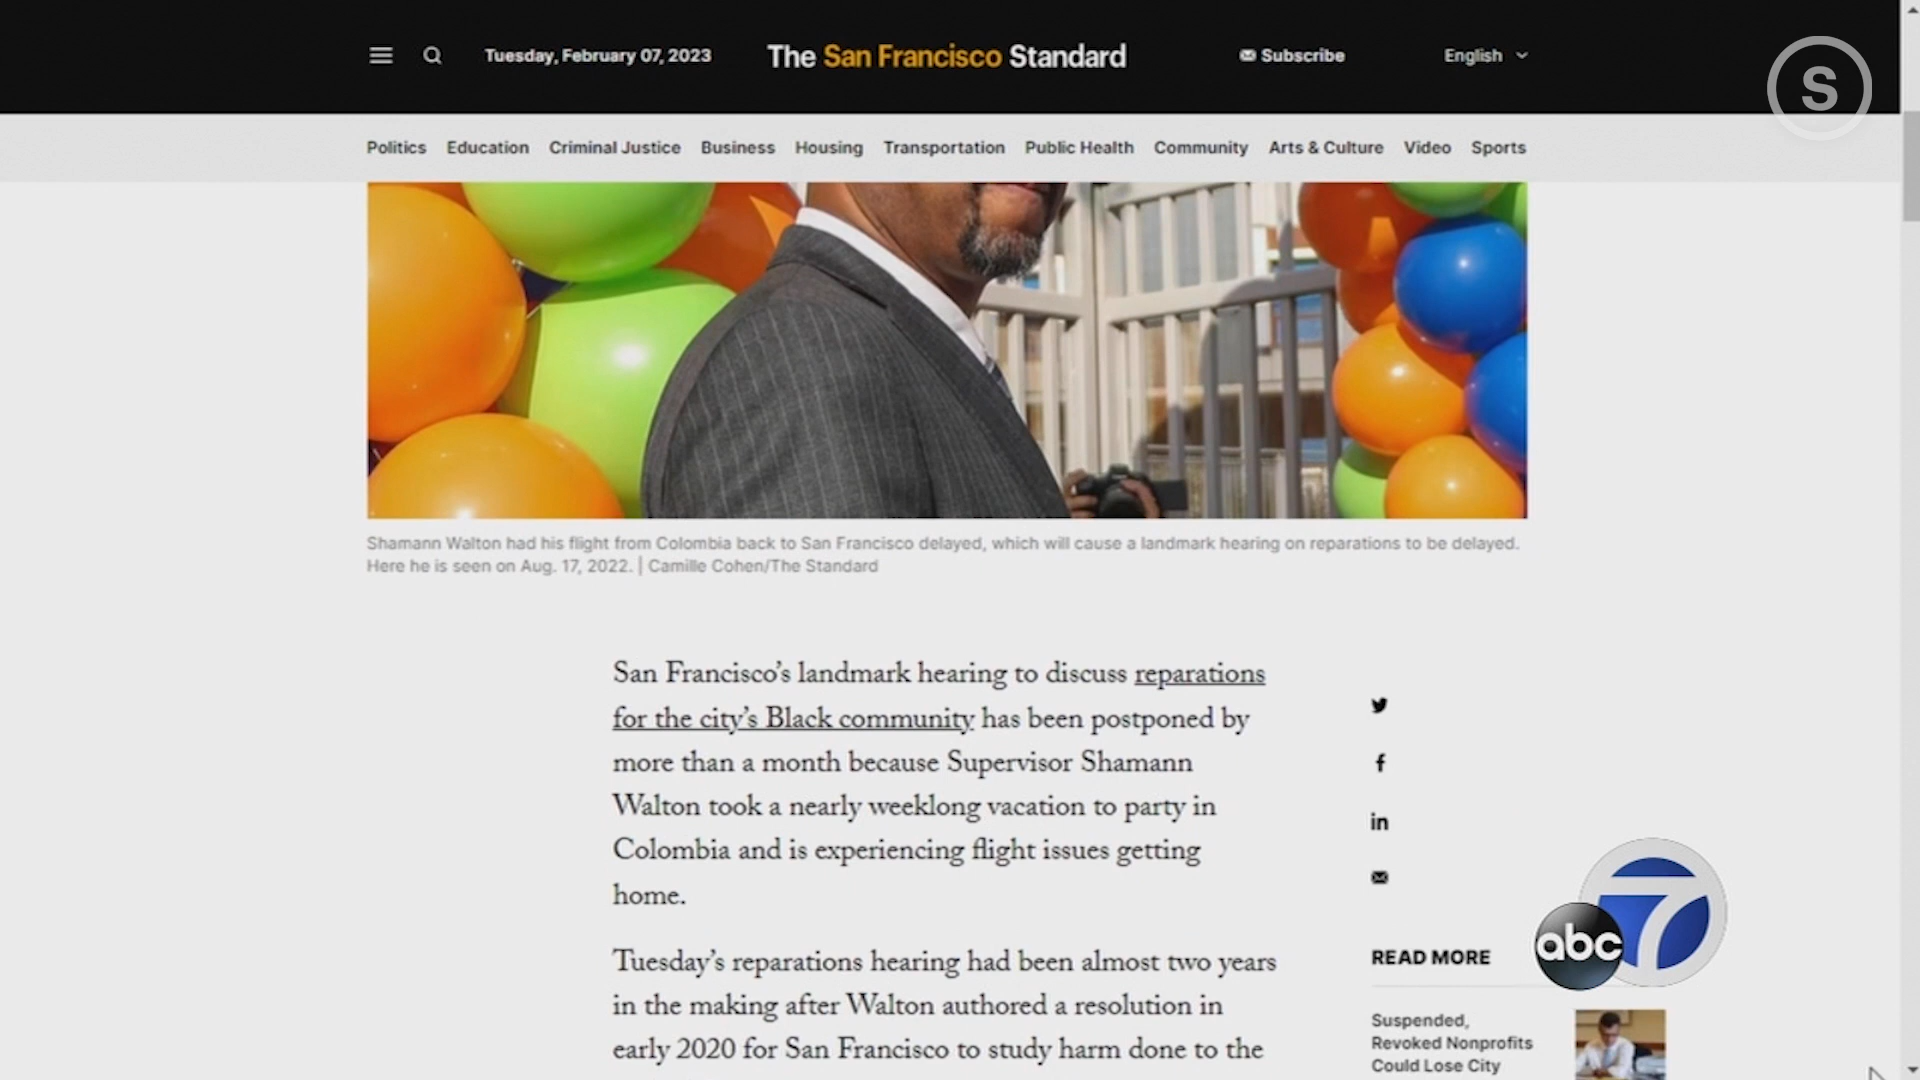 Tuesday, February 07, 2023
The San Francisco Standard
Subscribe
English
S
Politics Education Criminal Justice Business Housing Transportation Public Health Community Arts & Culture Video Sports
Shamann Walton had his flight from Colombia back to San Francisco delayed, which will cause a landmark hearing on reparations to be delayed.
Here he is seen on Aug. 17, 2022. | Camille Cohen/The Standard
San Francisco’s landmark hearing to discuss reparations
for the city’s Black community has been postponed by
more than a month because Supervisor Shamann
Walton took a nearly weeklong vacation to party in
Colombia and is experiencing flight issues getting
home.
Tuesday’s reparations hearing had been almost two years
in the making after Walton authored a resolution in
early 2020 for San Francisco to study harm done to the
in
READ MORE
Suspended,
Revoked Nonprofits
Could Lose City
abc 7